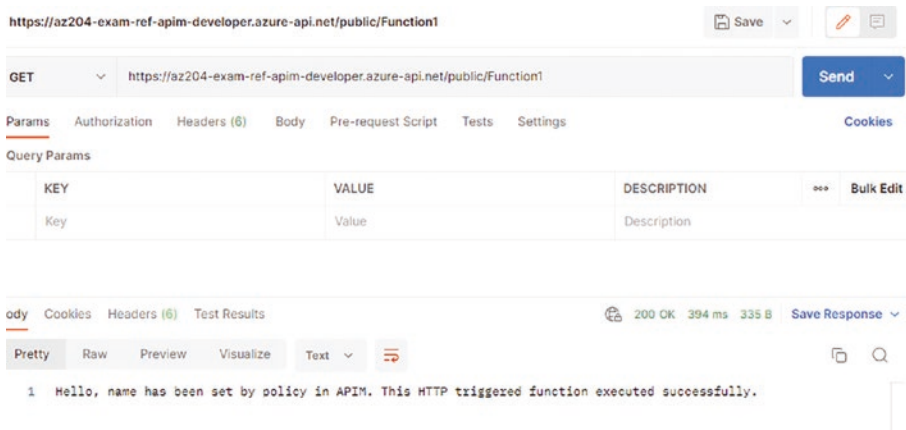 https://az204-exam-ref-apim-developer.azure-api.net/public/Function1
Save
GET https://az204-exam-ref-apim-developer.azure-api.net/public/Function1 Send
Params Authorization Headers (6) Body Pre-request Script Tests Settings Cookies
Query Params
KEY VALUE DESCRIPTION ooo Bulk Edit
Key Value Description
ody Cookies Headers (6) Test Results 200 OK 394 ms 335 B Save Response
Pretty Raw Preview Visualize Text
1 Hello, name has been set by policy in APIM. This HTTP triggered function executed successfully.